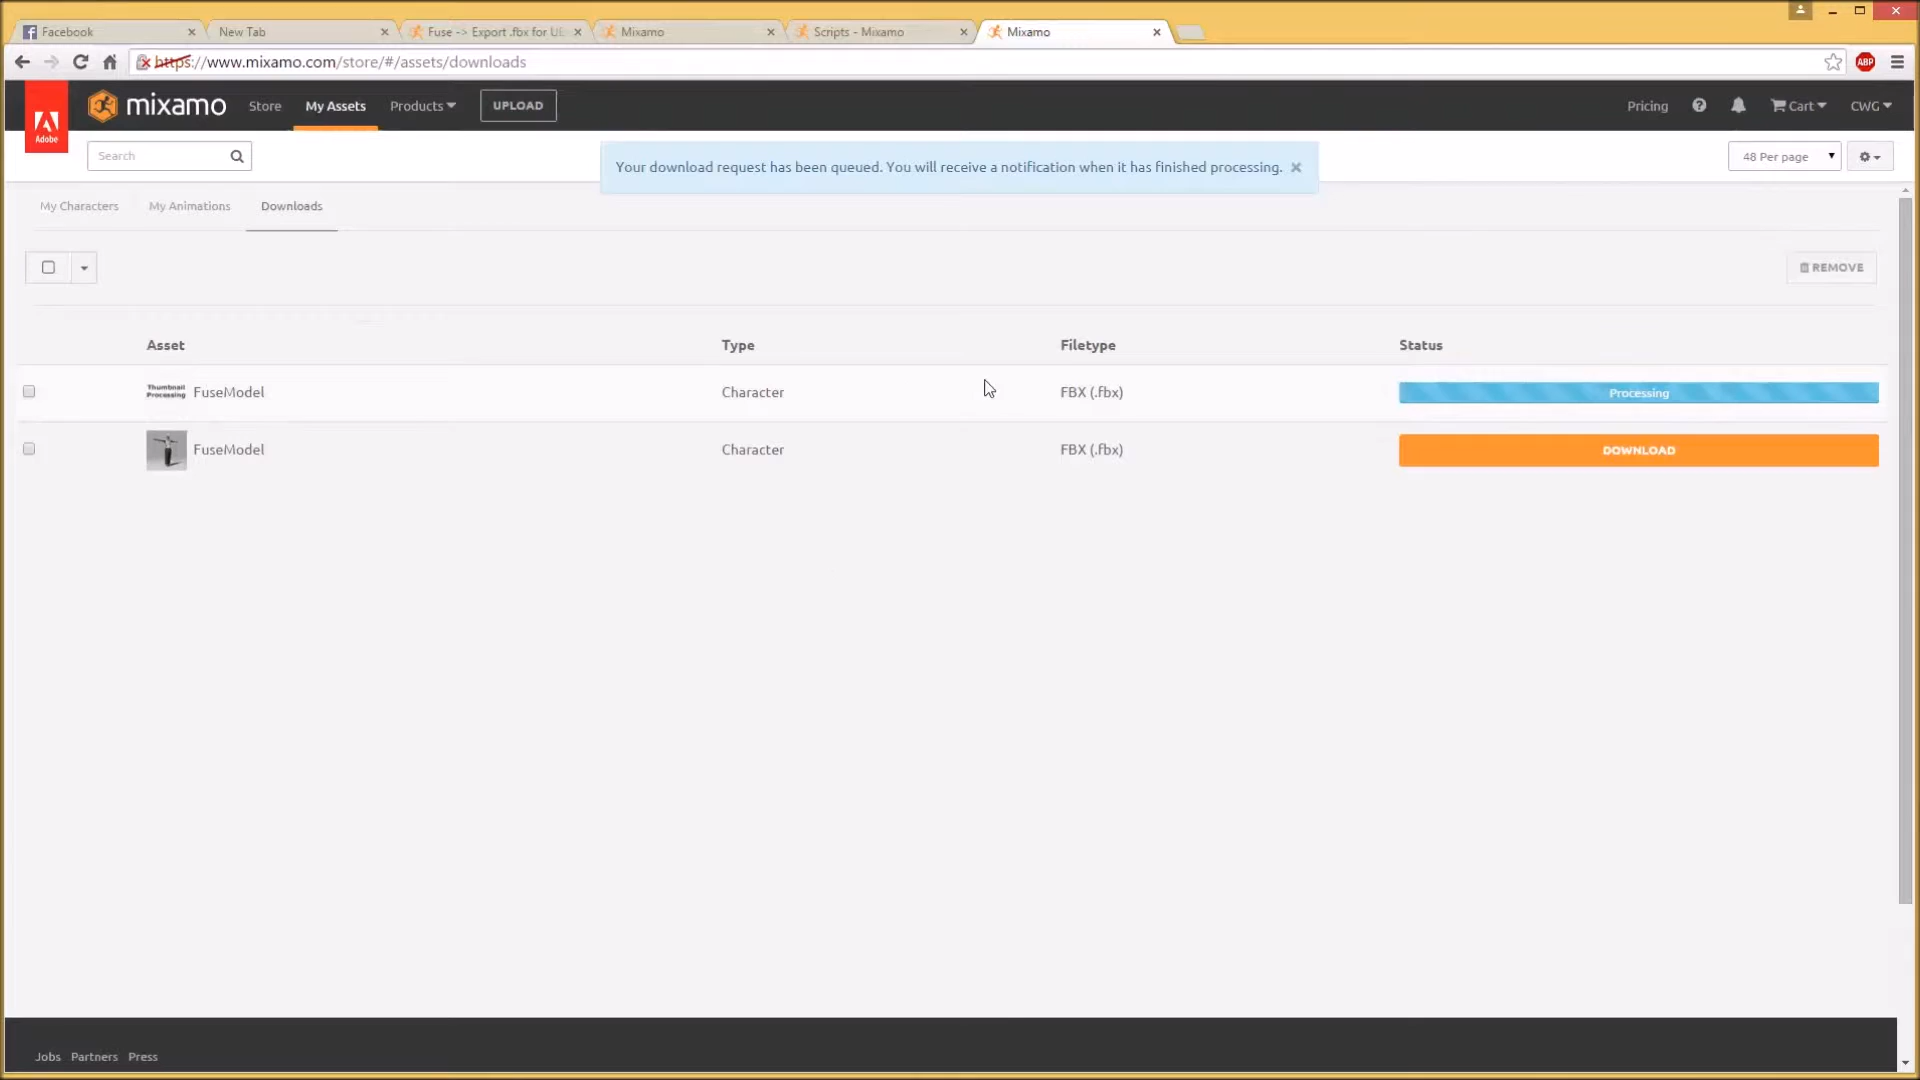 Facebook
New Tab
Fuse -> Export .fbx for UE
Mixamo
Scripts - Mixamo
Mixamo
https://www.mixamo.com/store/#/assets/downloads
ABP
Adobe
mixamo
Store
My Assets
Products
UPLOAD
Pricing
Cart
CWG
Search
Your download request has been queued. You will receive a notification when it has finished processing.
48 Per page
My Characters
My Animations
Downloads
REMOVE
Asset Type Filetype Status
Thumbnail
Processing
FuseModel Character FBX (.fbx) Processing
FuseModel Character FBX (.fbx) DOWNLOAD
Jobs Partners Press